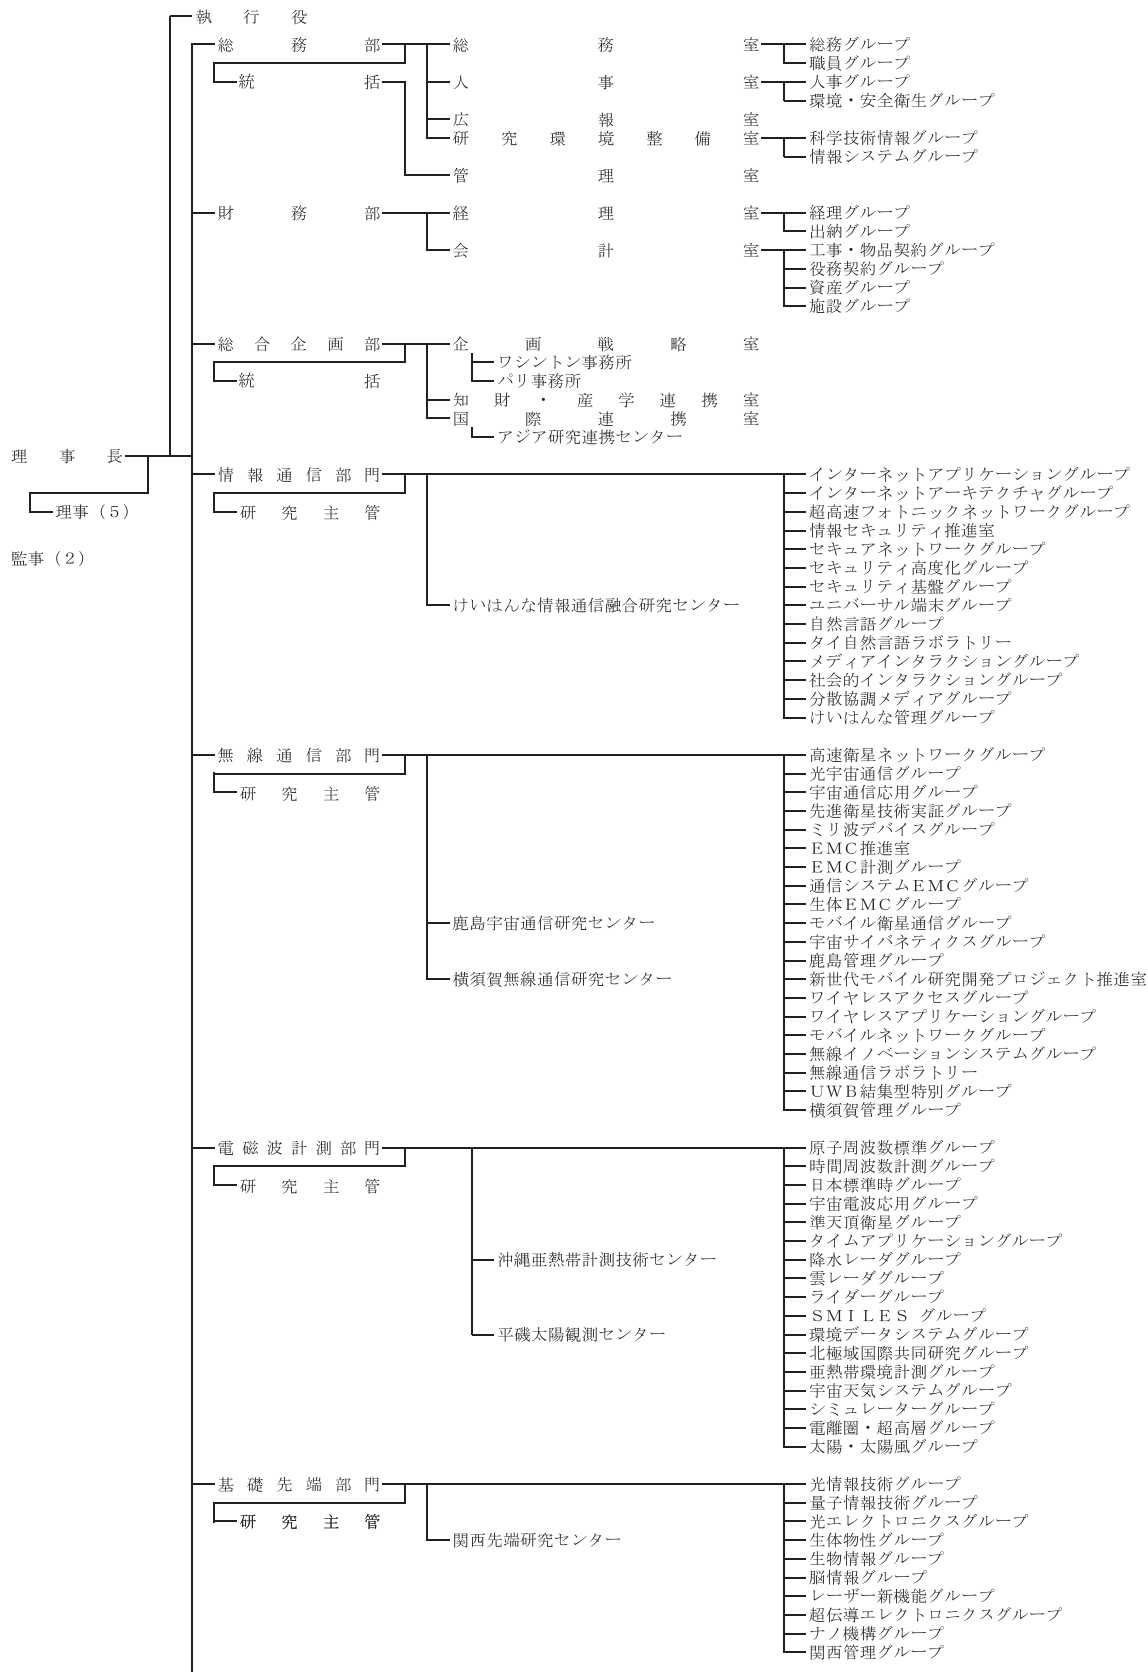 執行役
総務部 総務室 総務グループ
職員グループ
統括 人事室 人事グループ
環境・安全衛生グループ
広報室
研究環境整備室 科学技術情報グループ
情報システムグループ
管理室
財務部 経理室 経理グループ
出納グループ
会計室 工事・物品契約グループ
役務契約グループ
資産グループ
施設グループ
総合企画部 企画戦略室
ワシントン事務所
統括 パリ事務所
知財・産学連携室
国際連携室
アジア研究連携センター
理事長
情報通信部門 インターネットアプリケーショングループ
インターネットアーキテクチャグループ
理事（５） 研究主管 超高速フォトニックネットワークグループ
情報セキュリティ推進室
セキュアネットワークグループ
監事（２）
セキュリティ高度化グループ
セキュリティ基盤グループ
けいはんな情報通信融合研究センター ユニバーサル端末グループ
自然言語グループ
タイ自然言語ラボラトリー
メディアインタラクショングループ
社会的インタラクショングループ
分散協調メディアグループ
けいはんな管理グループ
無線通信部門 高速衛星ネットワークグループ
光宇宙通信グループ
研究主管 宇宙通信応用グループ
先進衛星技術実証グループ
ミリ波デバイスグループ
ＥＭＣ推進室
ＥＭＣ計測グループ
通信システムＥＭＣグループ
生体ＥＭＣグループ
鹿島宇宙通信研究センター モバイル衛星通信グループ
宇宙サイバネティクスグループ
鹿島管理グループ
横須賀無線通信研究センター 新世代モバイル研究開発プロジェクト推進室
ワイヤレスアクセスグループ
ワイヤレスアプリケーショングループ
モバイルネットワークグループ
無線イノベーションシステムグループ
無線通信ラボラトリー
ＵＷＢ結集型特別グループ
横須賀管理グループ
電磁波計測部門 原子周波数標準グループ
時間周波数計測グループ
研究主管 日本標準時グループ
宇宙電波応用グループ
準天頂衛星グループ
タイムアプリケーショングループ
沖縄亜熱帯計測技術センター 降水レーダグループ
雲レーダグループ
ライダーグループ
ＳＭＩＬＥＳ グループ
平磯太陽観測センター 環境データシステムグループ
北極域国際共同研究グループ
亜熱帯環境計測グループ
宇宙天気システムグループ
シミュレーターグループ
電離圏・超高層グループ
太陽・太陽風グループ
基礎先端部門 光情報技術グループ
量子情報技術グループ
研究主管 光エレクトロニクスグループ
関西先端研究センター 生体物性グループ
生物情報グループ
脳情報グループ
レーザー新機能グループ
超伝導エレクトロニクスグループ
ナノ機構グループ
関西管理グループ